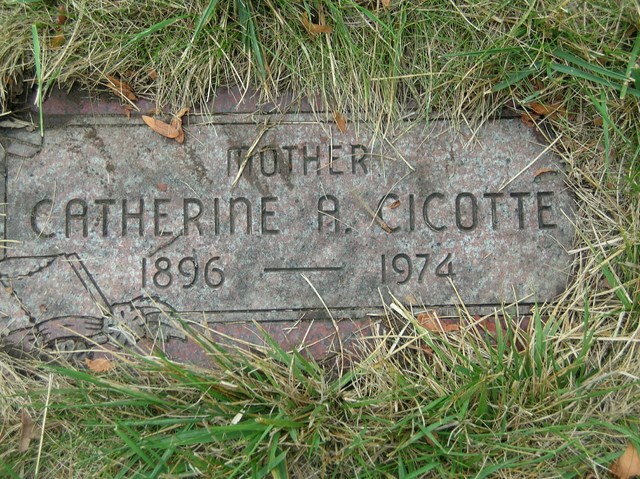 MOTHER
CATHERINE A. CICOTTE
1896 — 1974